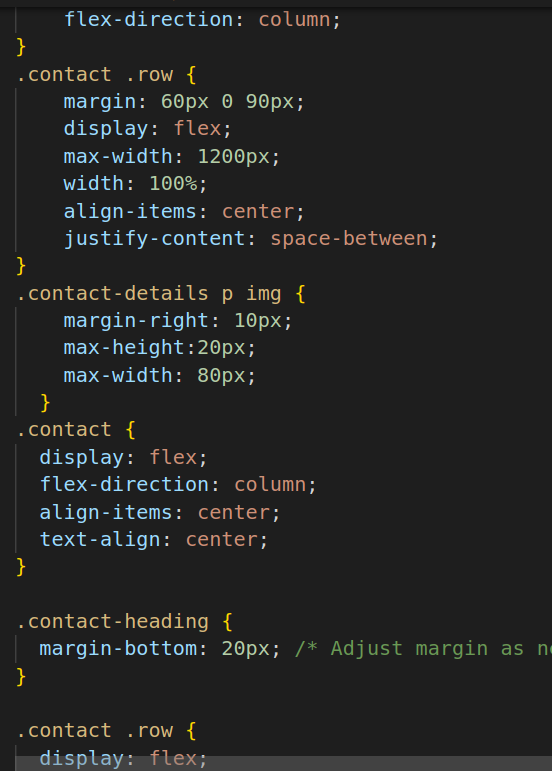 flex-direction: column;
}
.contact .row {
margin: 60px 0 90px;
display: flex;
max-width: 1200px;
width: 100%;
align-items: center;
justify-content: space-between;
}
.contact-details p img {
margin-right: 10px;
max-height:20px;
max-width: 80px;
}
.contact {
display: flex;
flex-direction: column;
align-items: center;
text-align: center;
}
.contact-heading {
margin-bottom: 20px; /* Adjust margin as
}
.contact .row {
display: flex;